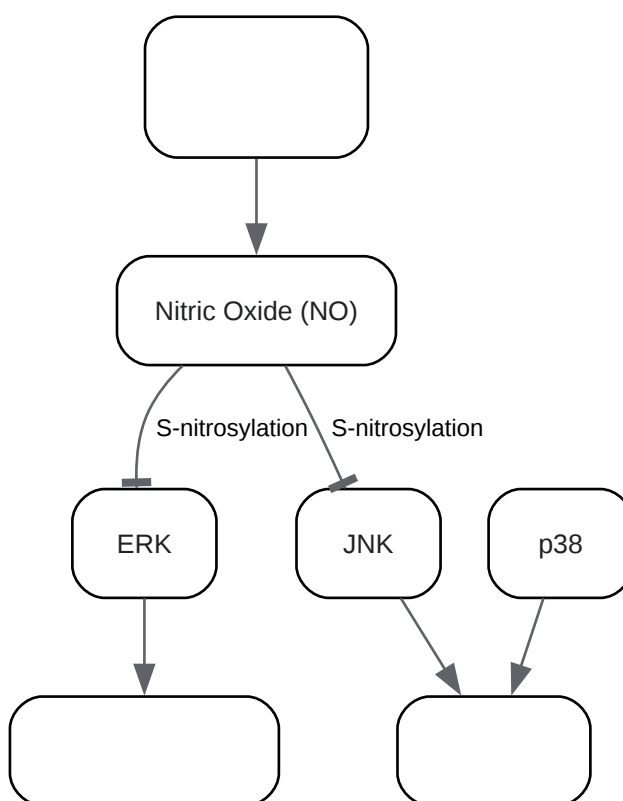 Nitric Oxide (NO)
S-nitrosylation
S-nitrosylation
ERK
JNK
p38